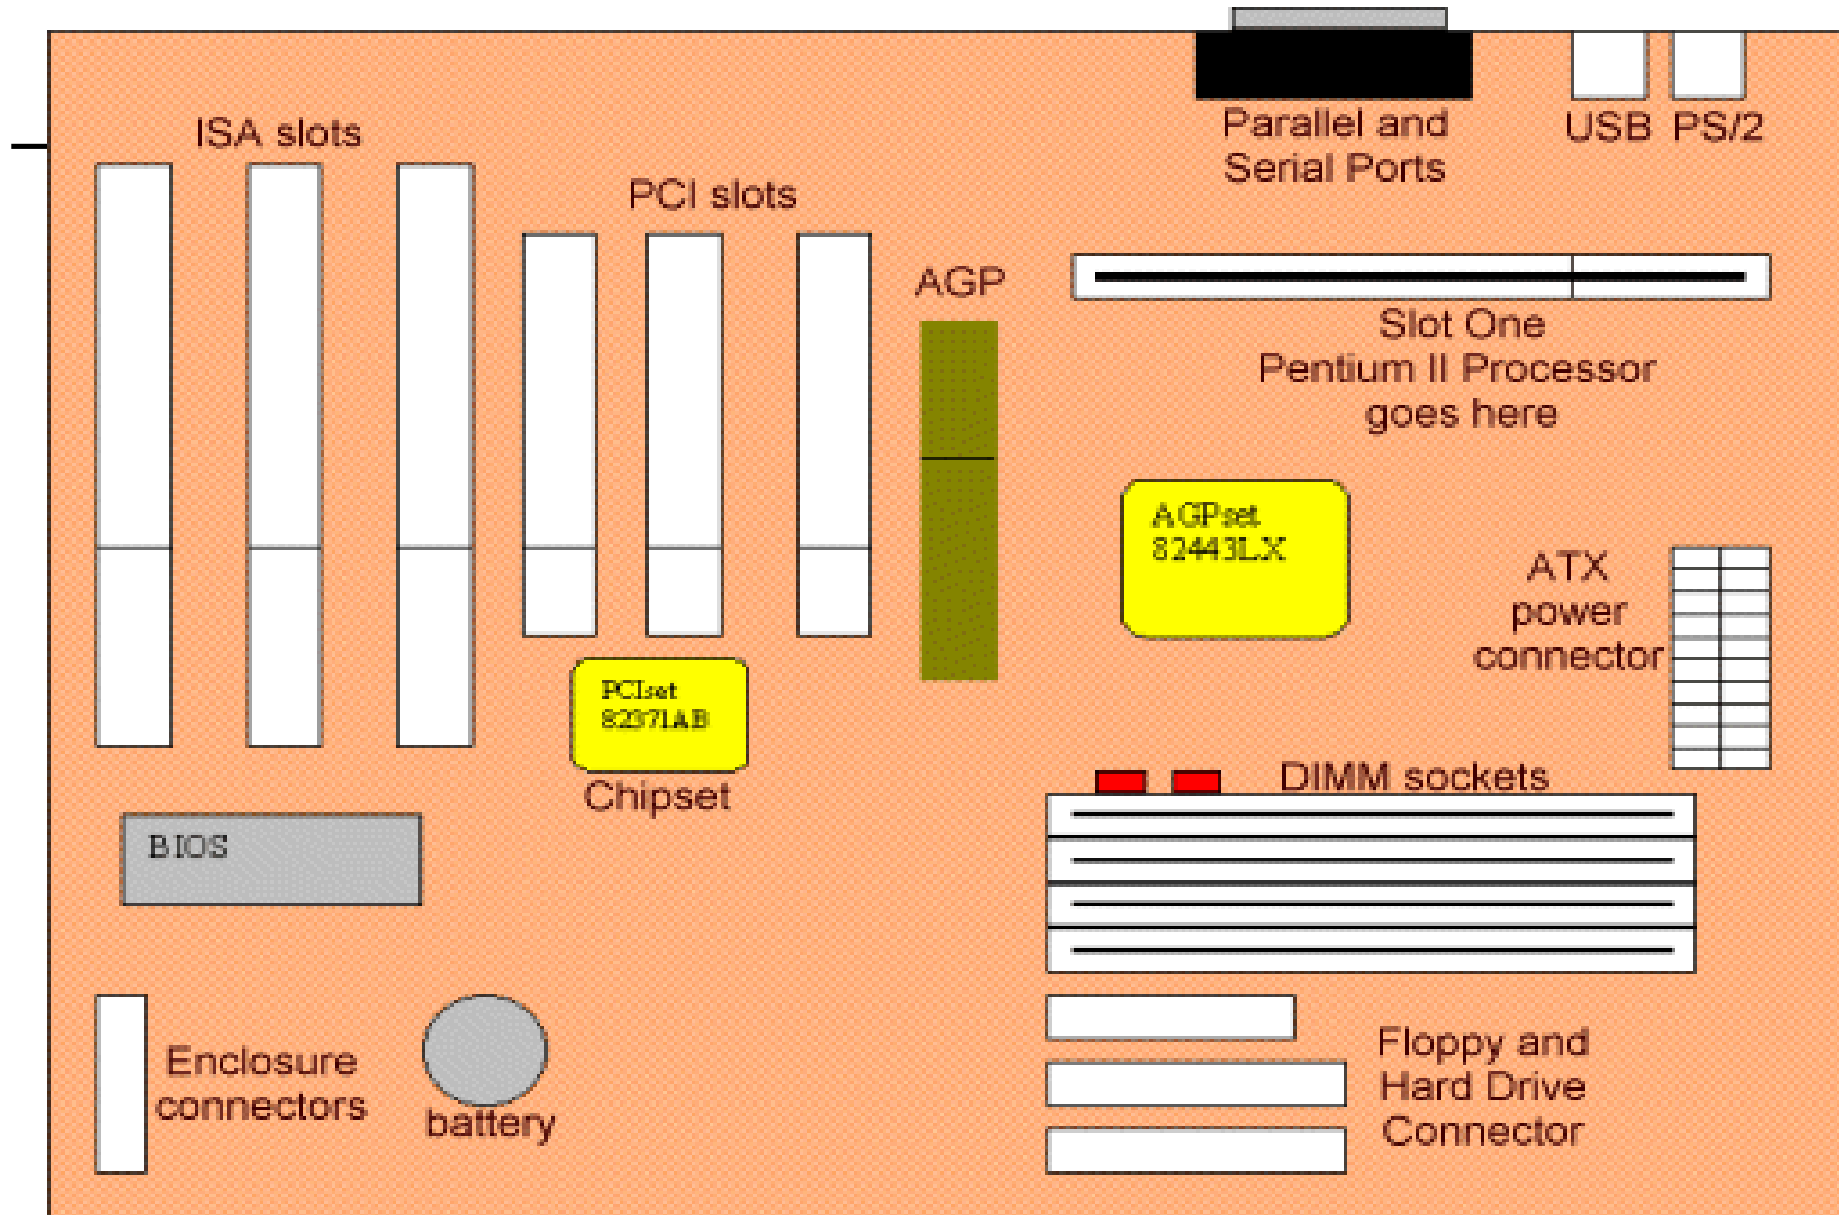 Parallel and
Serial Ports
USB
PS/2
ISA slots
PCI slots
AGP
Slot One
Pentium II Processor
goes here
AGPset
82443LX
ATX
power
connector
PCIset
82371AB
Chipset
DIMM sockets
BIOS
Enclosure
connectors
battery
Floppy and
Hard Drive
Connector